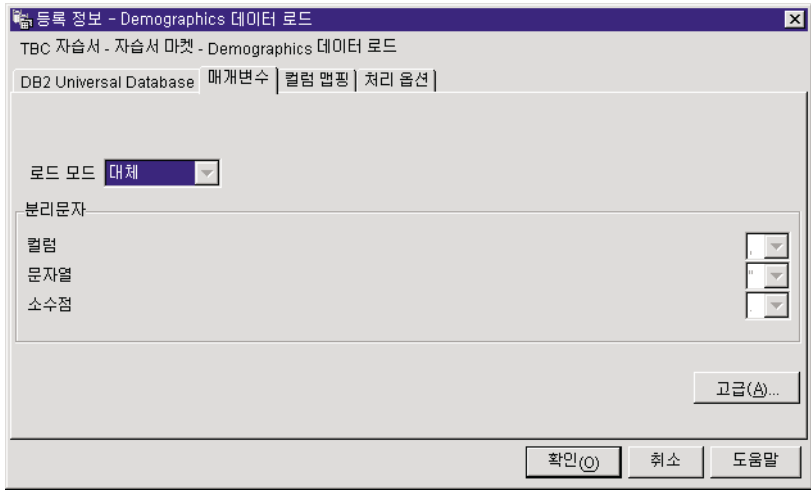 등록 정보 - Demographics 데이터 로드
TBC 자습서 - 자습서 마켓 - Demographics 데이터 로드
DB2 Universal Database 매개변수 컬럼 맵핑 처리 옵션
로드 모드 대체
분리문자
컬럼 ,
문자열 "
소수점 .
고급(A)...
확인(O) 취소 도움말